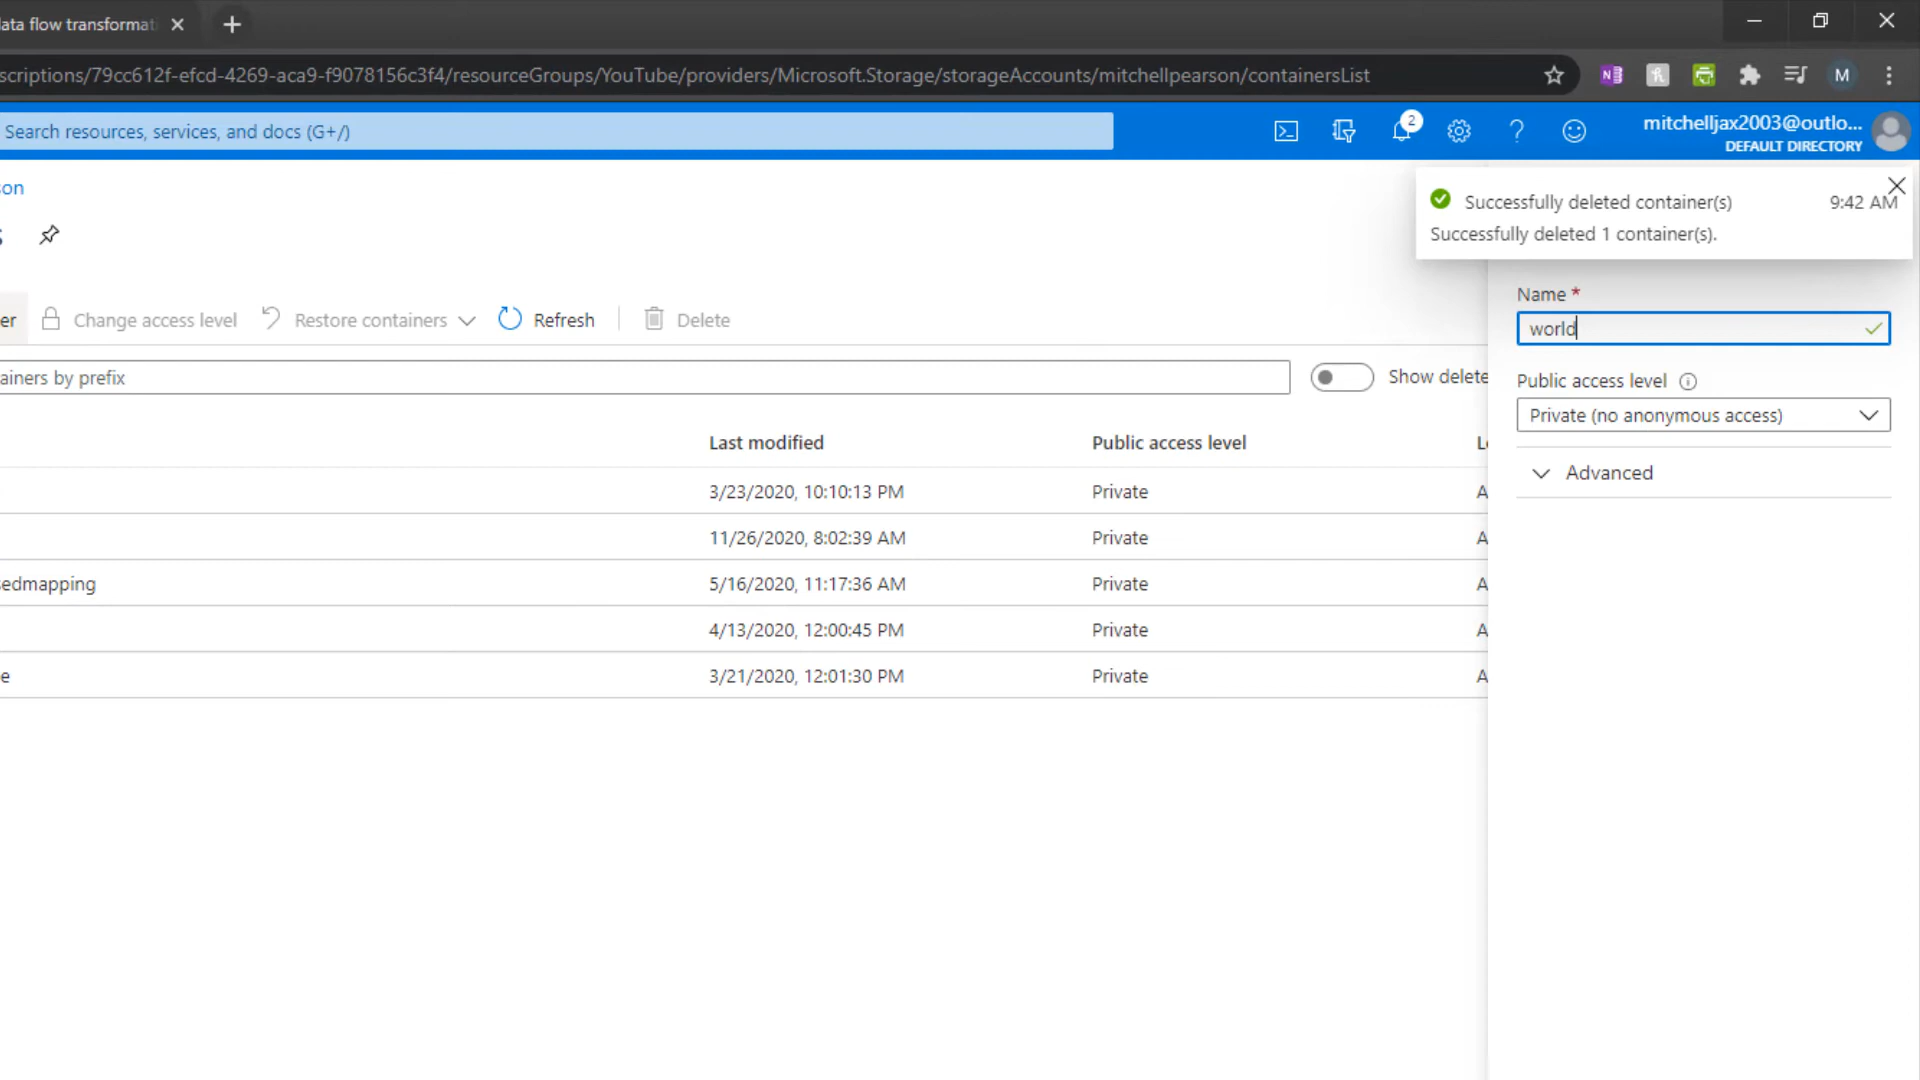 data flow transformati
scriptions/79cc612f-efcd-4269-aca9-f9078156c3f4/resourceGroups/YouTube/providers/Microsoft.Storage/storageAccounts/mitchellpearson/containersList
M
Search resources, services, and docs (G+/)
2
mitchelljax2003@outlo...
DEFAULT DIRECTORY
son
s
Successfully deleted container(s)
9:42 AM
Successfully deleted 1 container(s).
Name *
er
Change access level
Restore containers
Refresh
Delete
world
ainers by prefix
Show delete
Public access level
Private (no anonymous access)
Last modified
Public access level
Le
Advanced
3/23/2020, 10:10:13 PM
Private
A
11/26/2020, 8:02:39 AM
Private
A
sedmapping
5/16/2020, 11:17:36 AM
Private
A
4/13/2020, 12:00:45 PM
Private
A
e
3/21/2020, 12:01:30 PM
Private
A